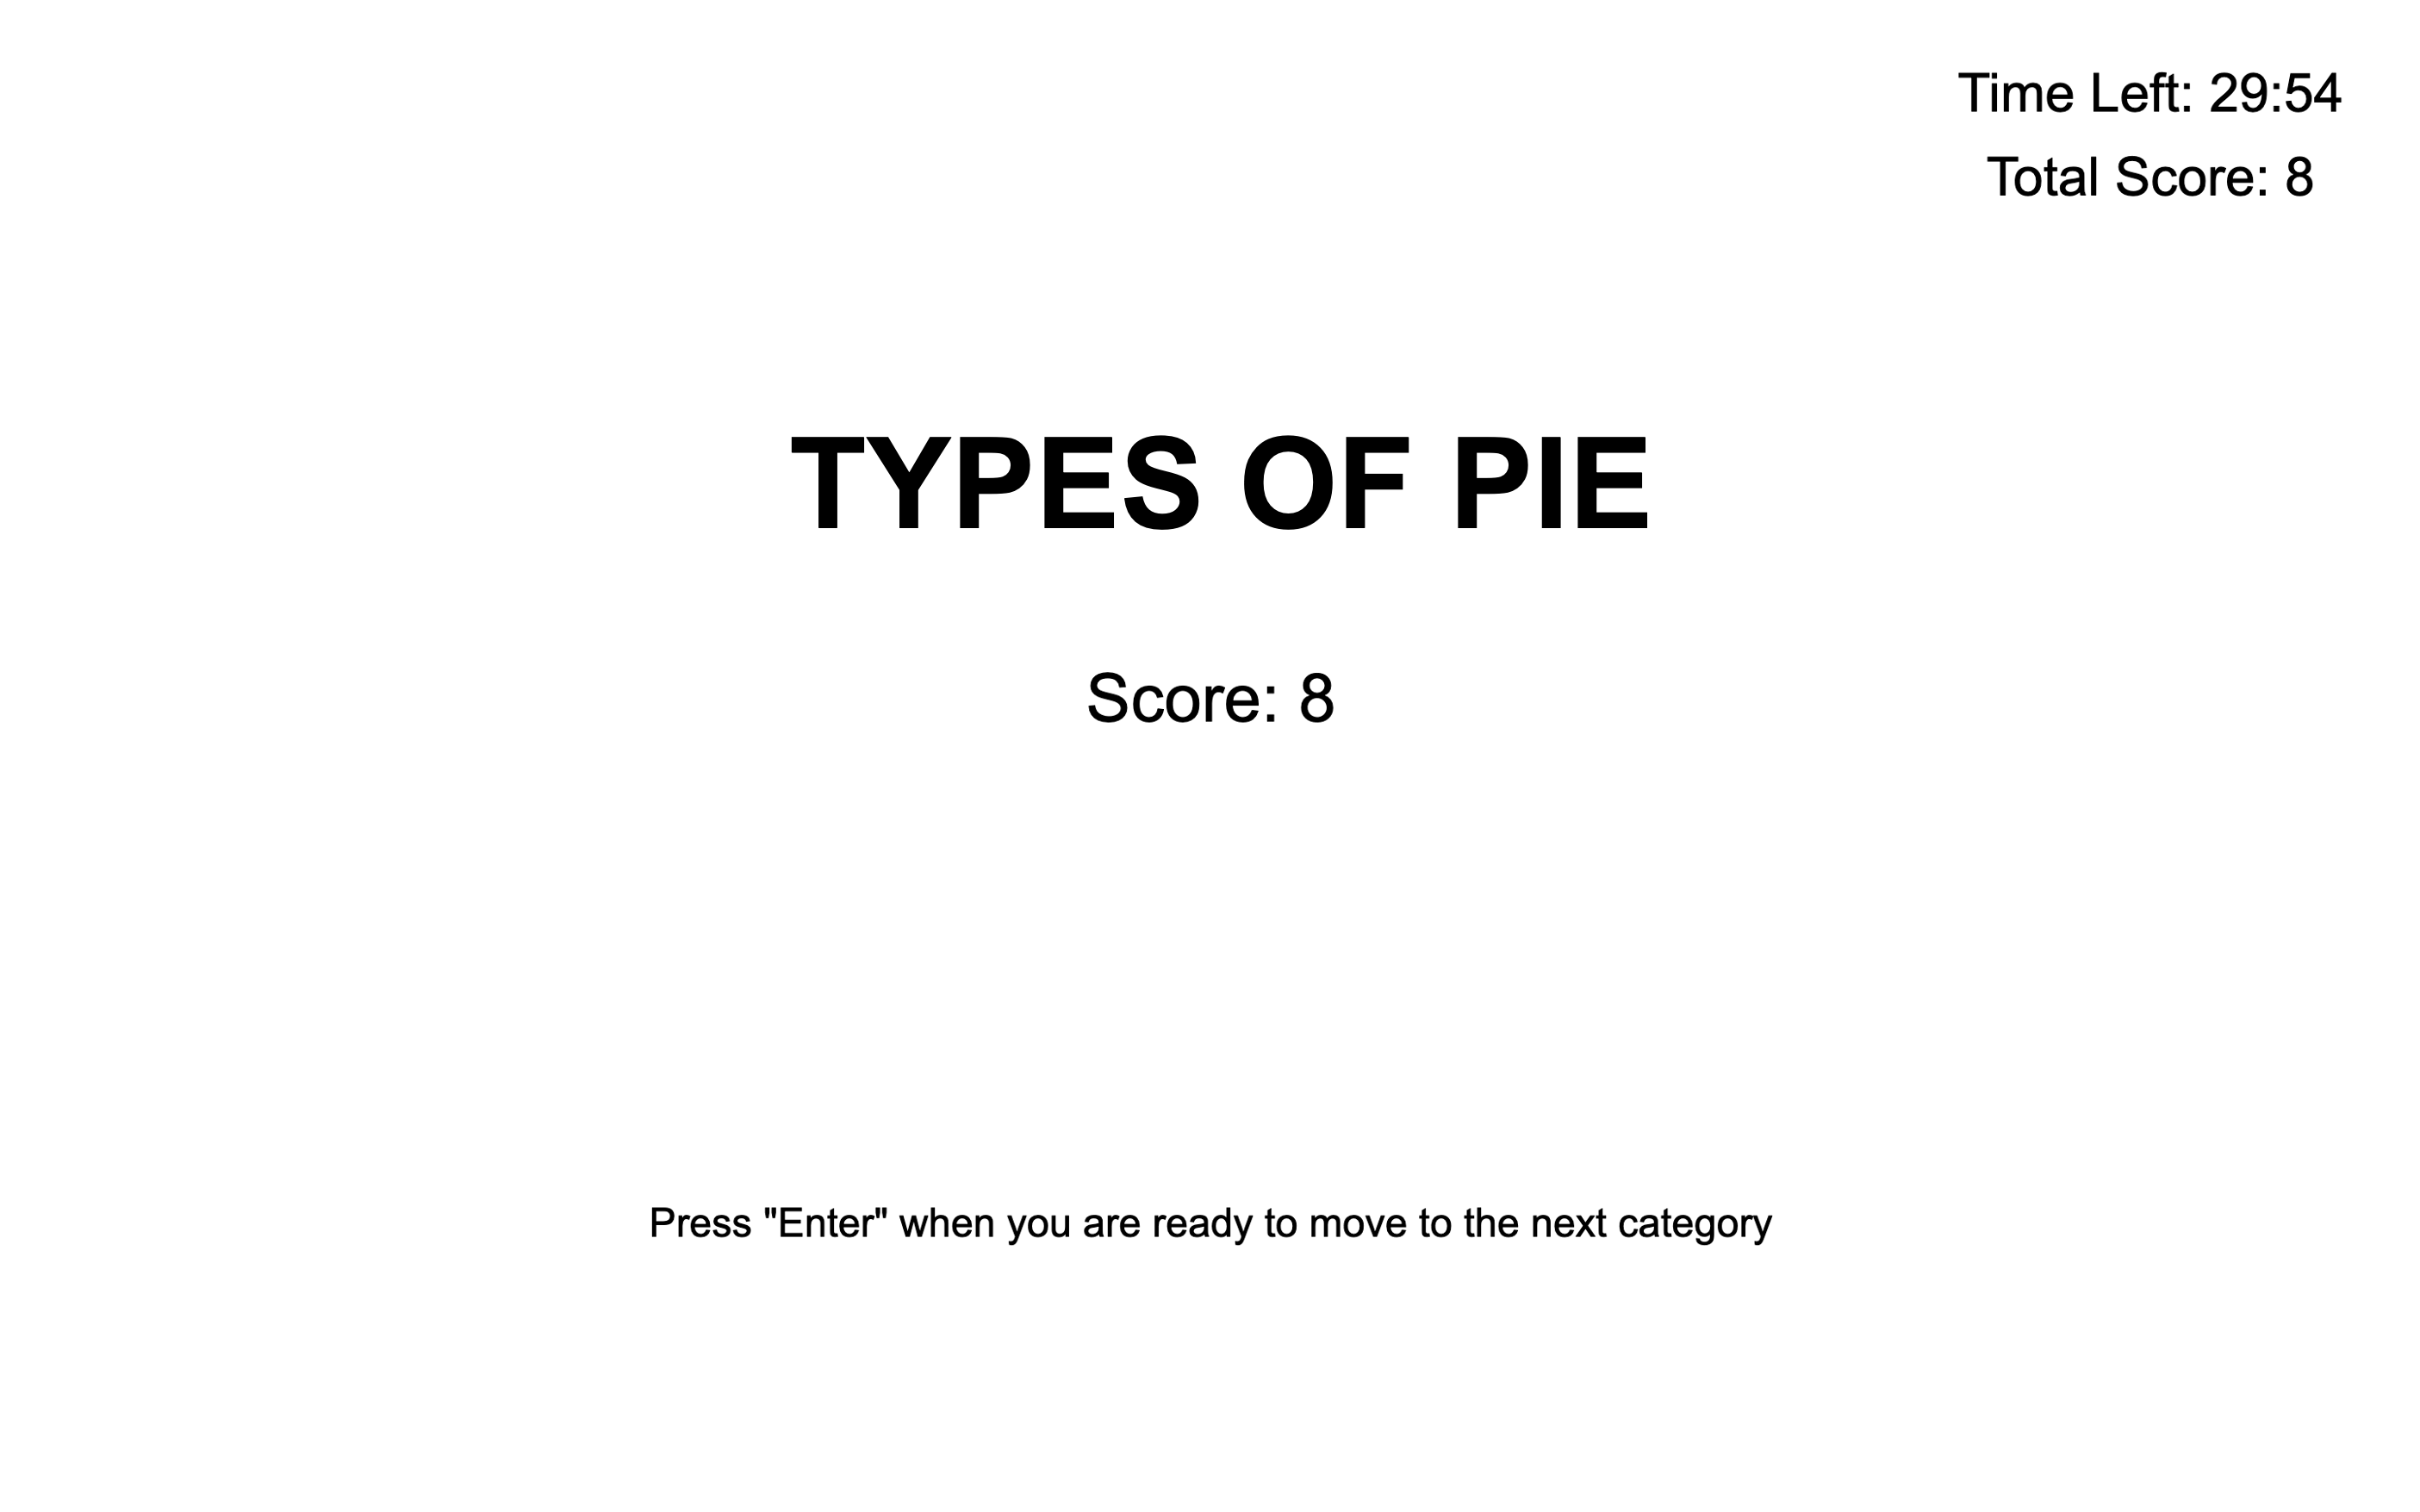 Time Left: 29:54
Total Score: 8
TYPES OF PIE
Score: 8
Press "Enter" when you are ready to move to the next category